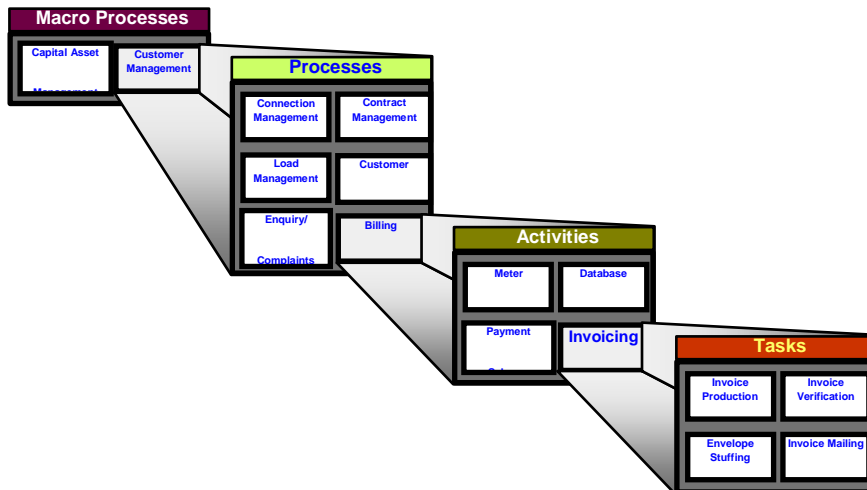 Macro Processes
Capital Asset
Management
Customer
Management
Processes
Connection
Management
Contract
Management
Load
Management
Customer
Enquiry/
Complaints
Billing
Activities
Meter
Database
Payment
Invoicing
Tasks
Invoice
Production
Invoice
Verification
Envelope
Stuffing
Invoice Mailing